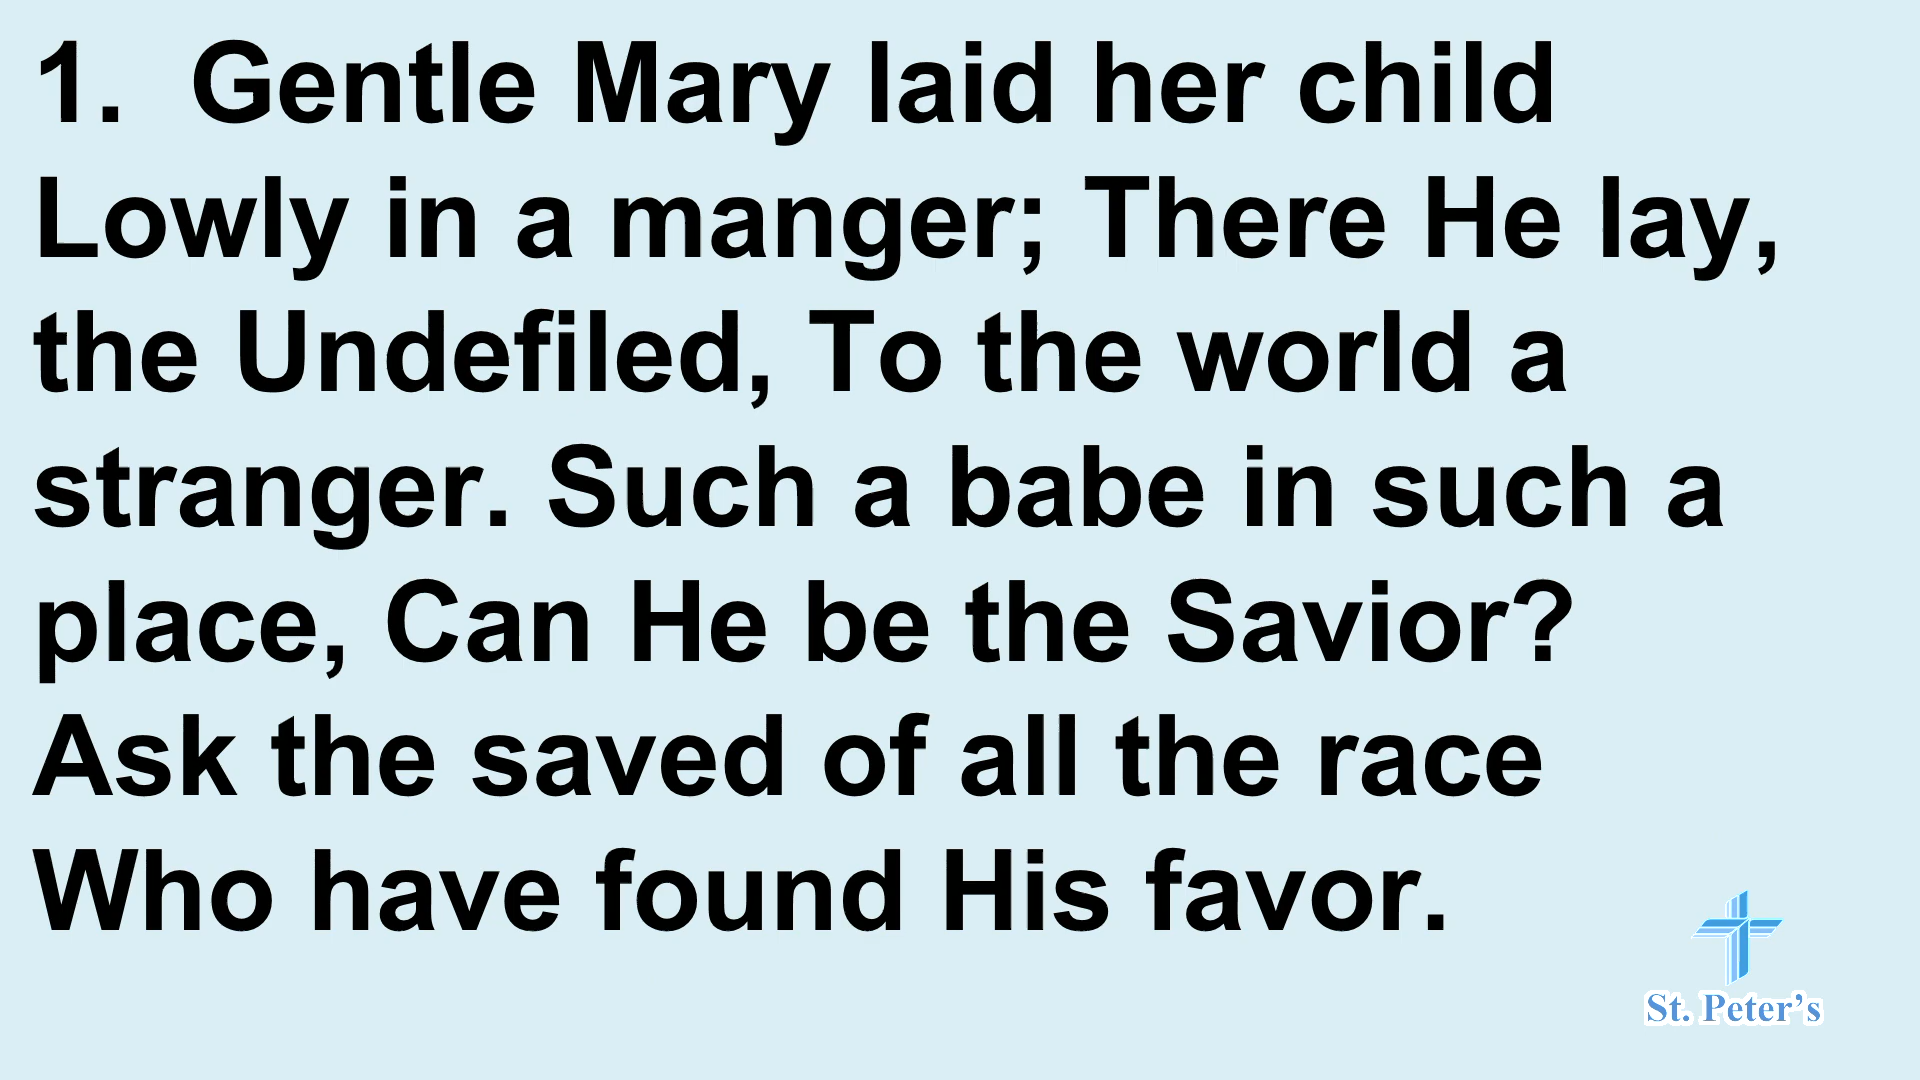 1.  Gentle Mary laid her child
Lowly in a manger; There He lay,
the Undefiled, To the world a
stranger. Such a babe in such a
place, Can He be the Savior?
Ask the saved of all the race
Who have found His favor.
St. Peter’s